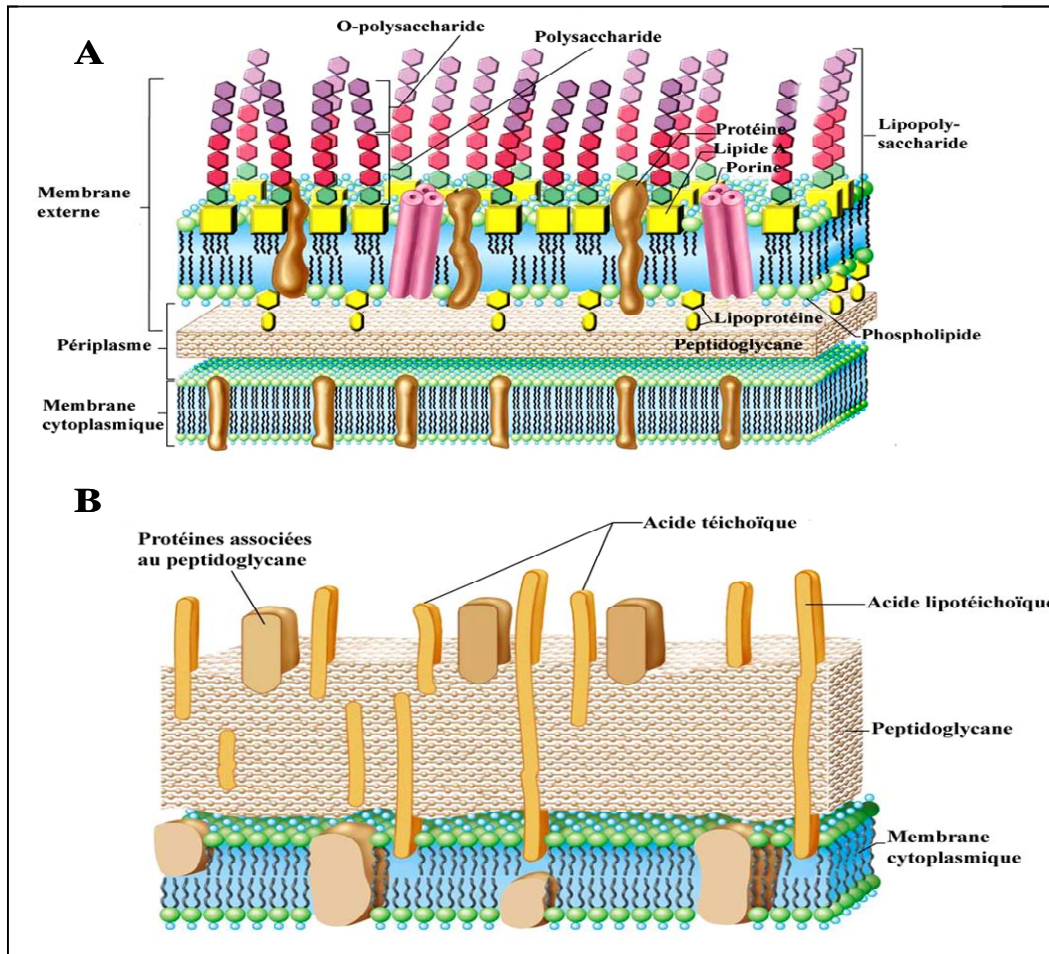 A
O-polysaccharide
Polysaccharide
Protéine
Lipide A
Porine
Lipopoly-
saccharide
Membrane
externe
Lipoprotéine
Peptidoglycane
Phospholipide
Périplasme
Membrane
cytoplasmique
B
Protéines associées
au peptidoglycane
Acide téichoïque
Acide lipotéichoïque
Peptidoglycane
Membrane
cytoplasmique